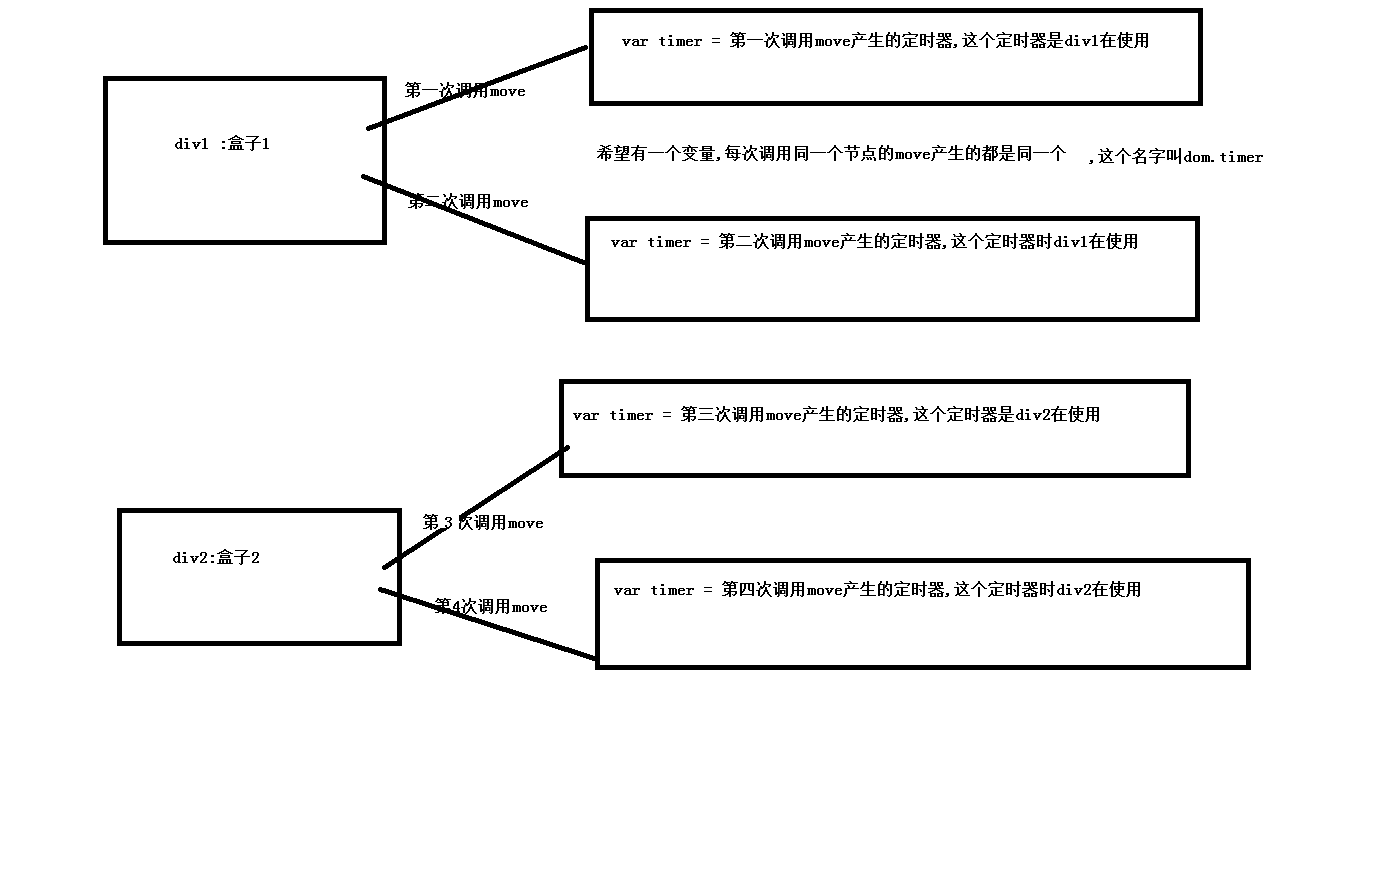 var timer = 第一次调用move产生的定时器,这个定时器是div1在使用
第一次调用move
div1 :盒子1
希望有一个变量,每次调用同一个节点的move产生的都是同一个 ,这个名字叫dom.timer
第二次调用move
var timer = 第二次调用move产生的定时器,这个定时器时div1在使用
var timer = 第三次调用move产生的定时器,这个定时器是div2在使用
第3次调用move
div2:盒子2
第4次调用move
var timer = 第四次调用move产生的定时器,这个定时器时div2在使用